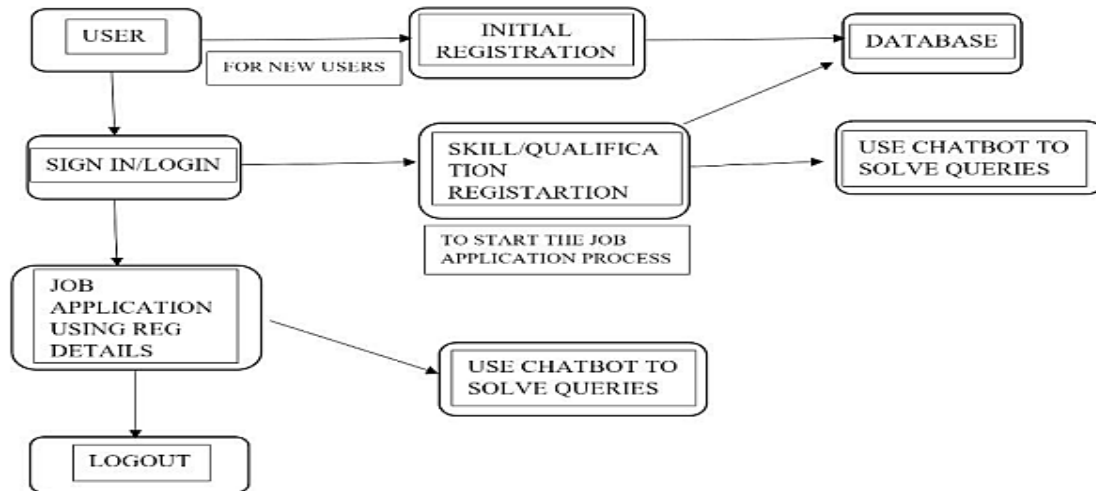 USER
INITIAL
REGISTRATION
DATABASE
FOR NEW USERS
SIGN IN/LOGIN
SKILL/QUALIFICA
TION
REGISTARTION
USE CHATBOT TO
SOLVE QUERIES
TO START THE JOB
APPLICATION PROCESS
JOB
APPLICATION
USING REG
DETAILS
USE CHATBOT TO
SOLVE QUERIES
LOGOUT